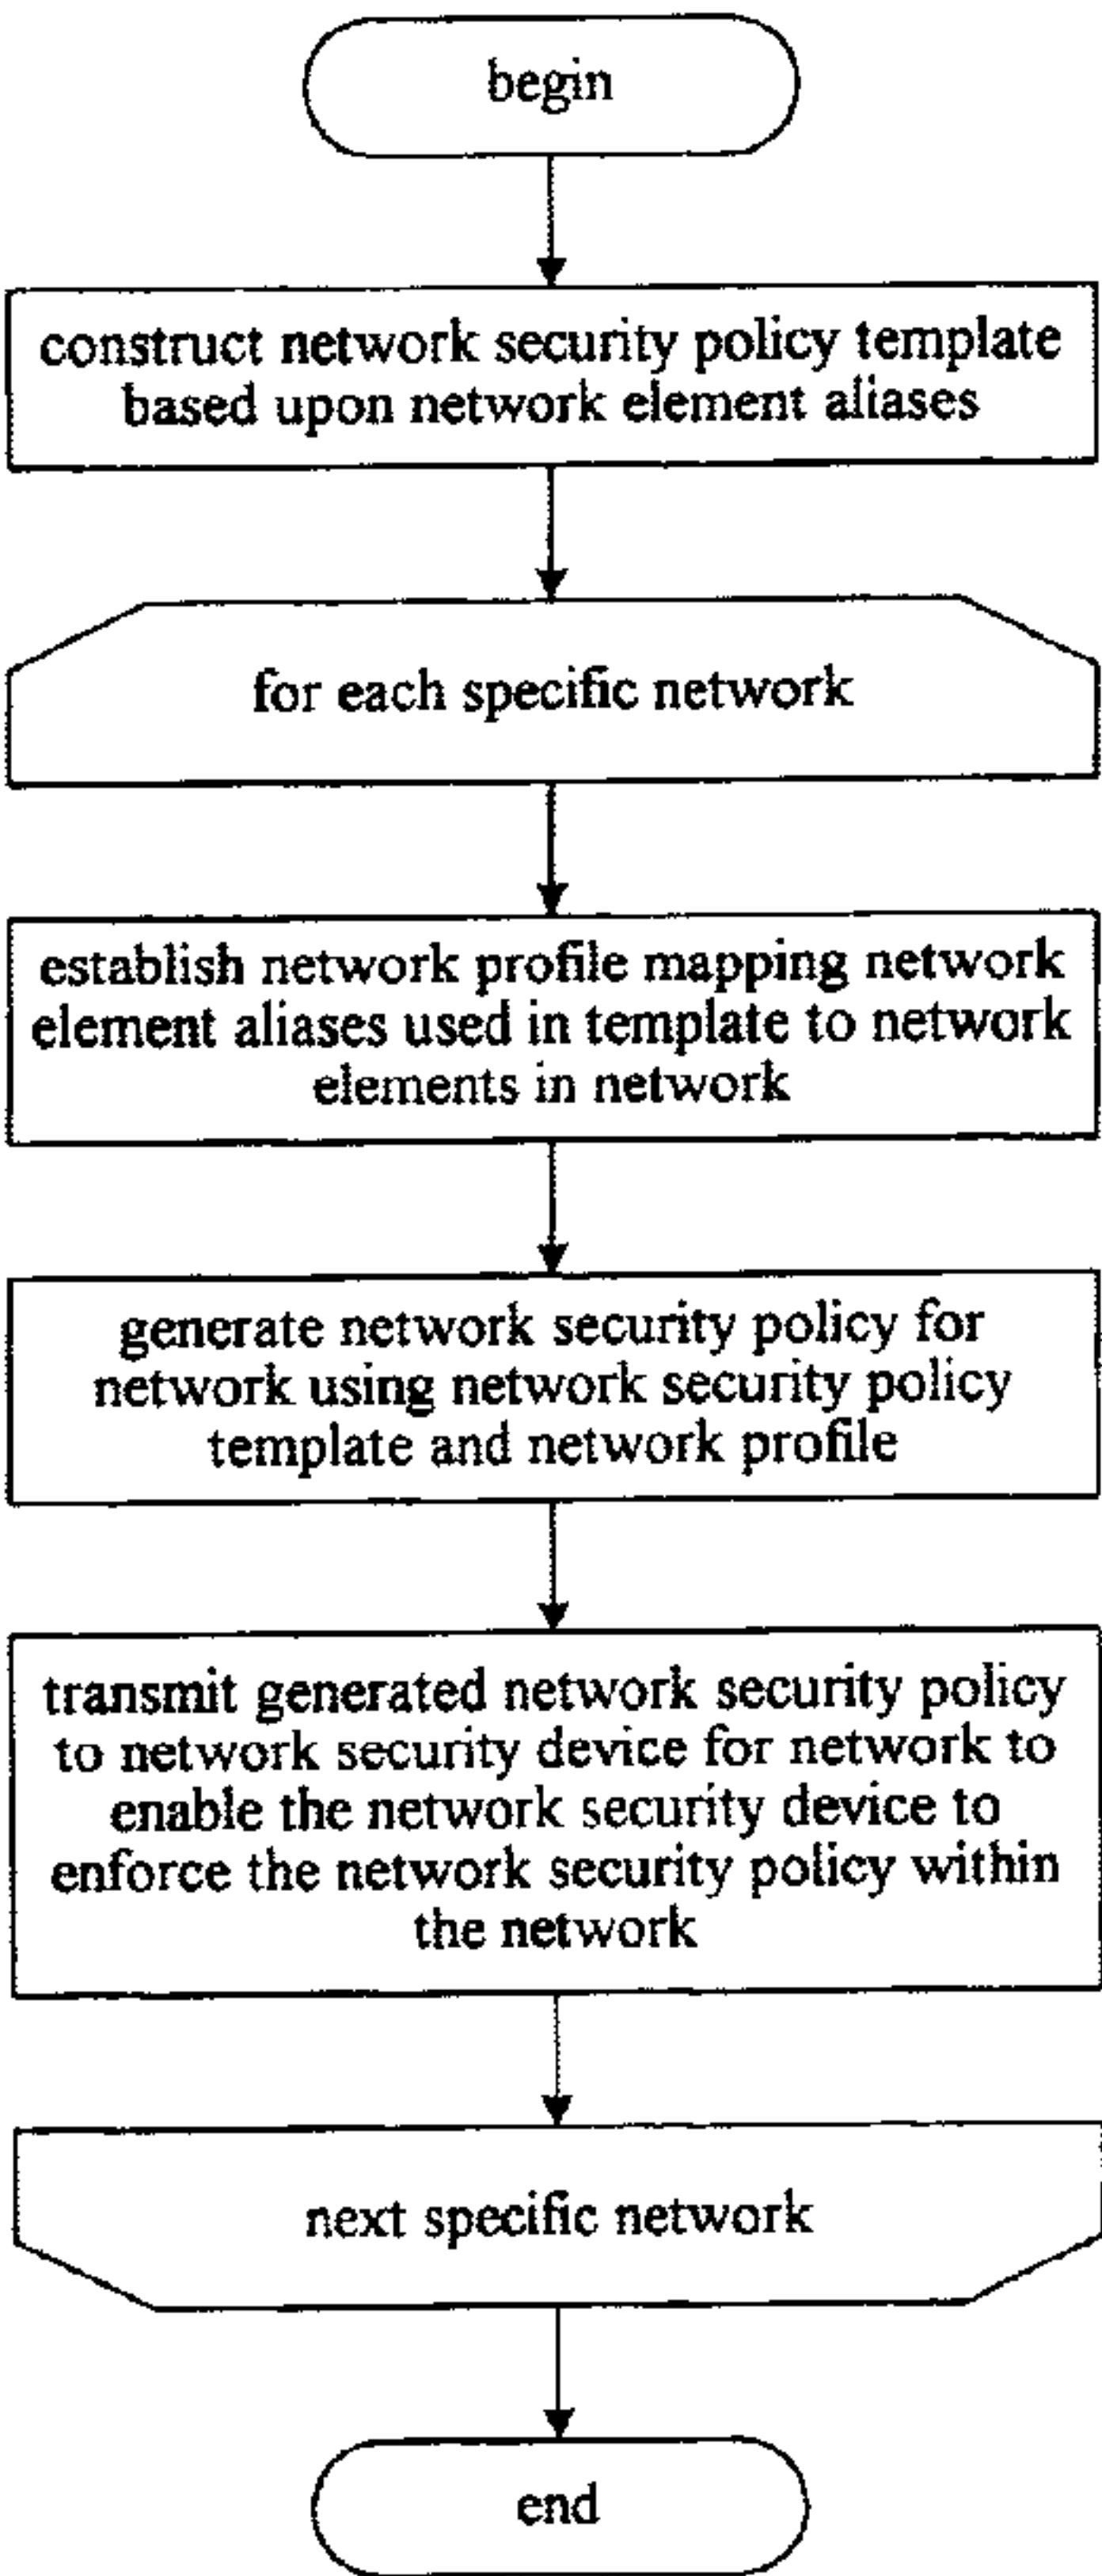 begin
construct network security policy template
based upon network element aliases
for each specific network
establish network profile mapping network
element aliases used in template to network
elements in network
generate network security policy for
network using network security policy
template and network profile
transmit generated network security policy
to network security device for network to
enable the network security device to
enforce the network security policy within
the network
next specific network
end